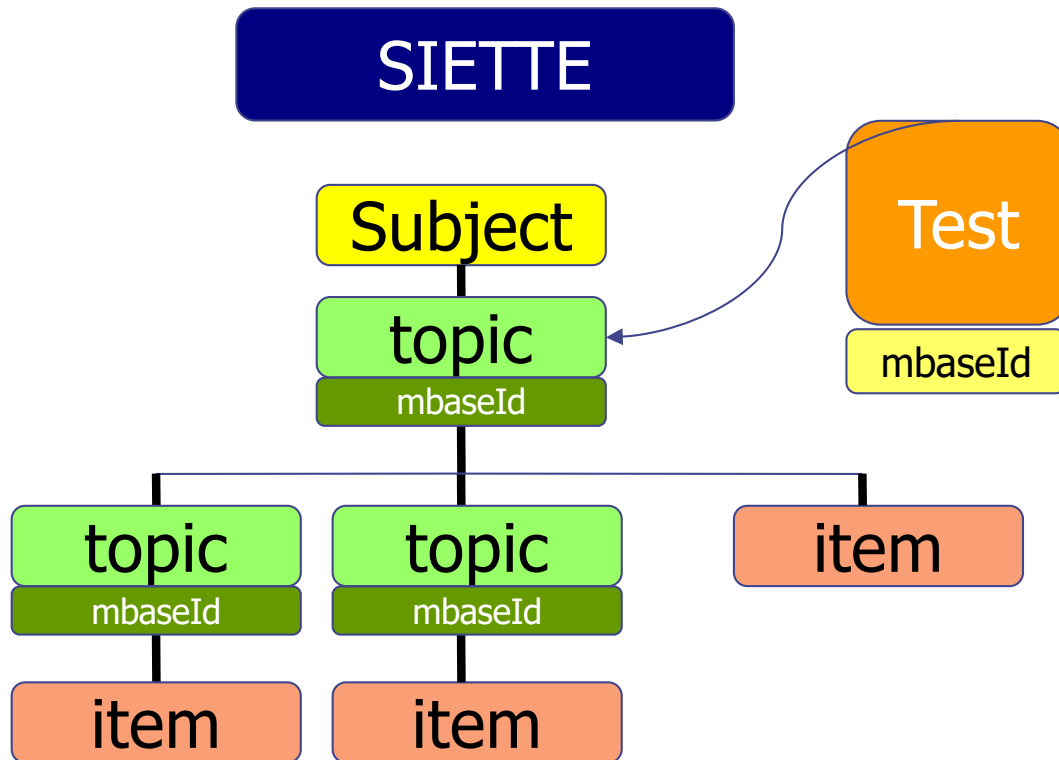 SIETTE
Subject
Test
topic
mbaseId
mbaseId
topic
topic
item
mbaseId
mbaseId
item
item